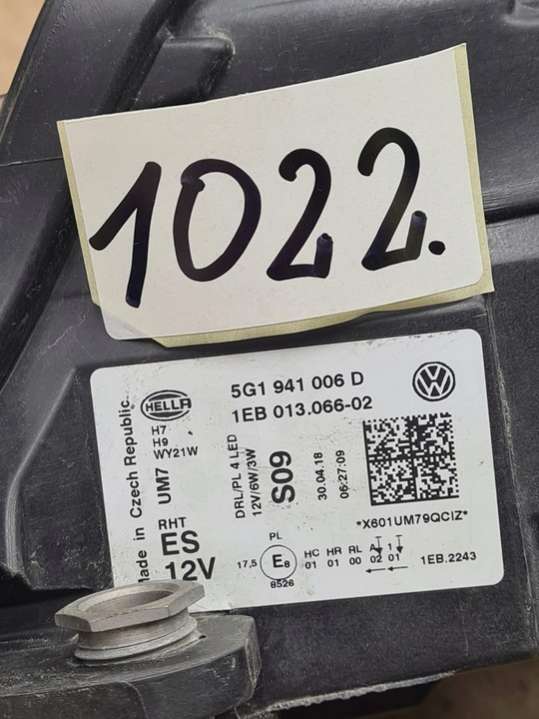 1022.
Made in Czech Republic
HELLA
5G1 941 006 D
1EB 013.066-02
H7
H9
WY21W
UM7
DRL/PL 4 LED
12V/6W/3W
S09
30.04.18
06:27:09
*X601UM79QCIZ*
RHT
ES
12V
PL
17,5
E8
8526
HC HR RL A 1
01 01 00 02 01
1EB.2243